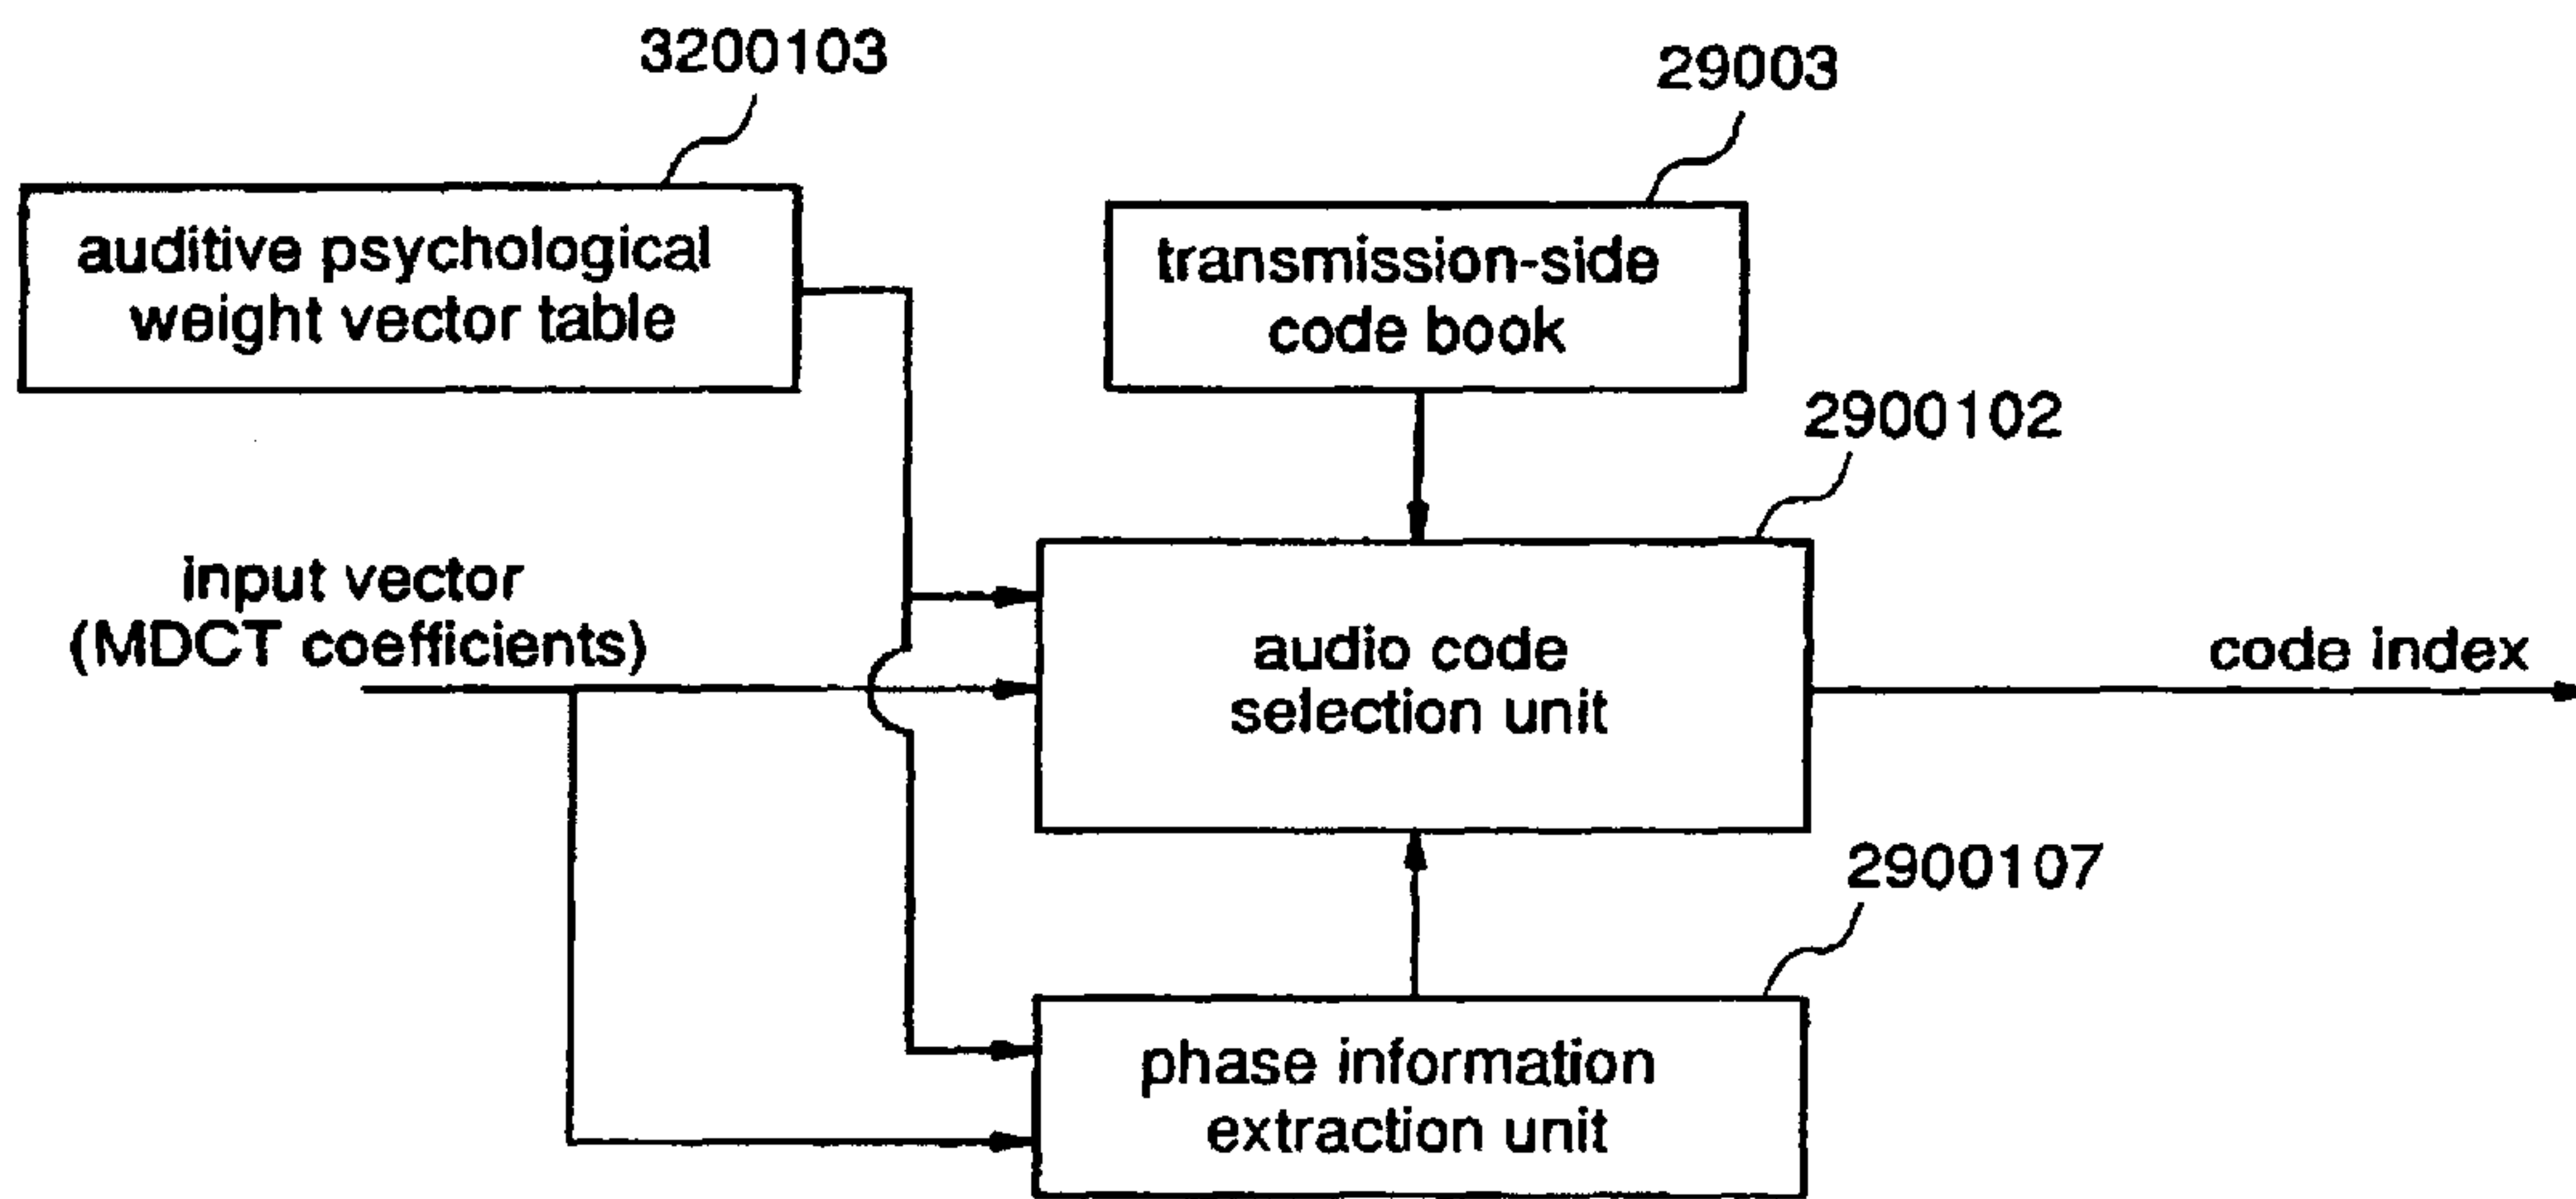 3200103
29003
auditive psychological
weight vector table
transmission-side
code book
2900102
input vector
(MDCT coefficients)
audio code
selection unit
code index
2900107
phase information
extraction unit